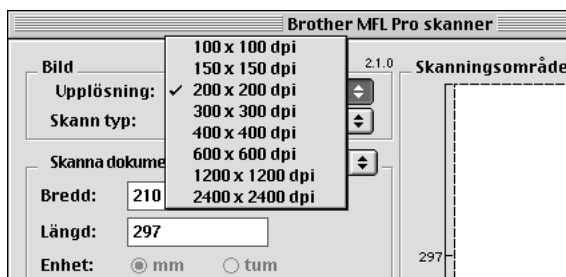 Brother MFL Pro skanner
Bild
2.1.0
Skanningsområde
Upplösning:
100 x 100 dpi
150 x 150 dpi
✓ 200 x 200 dpi
300 x 300 dpi
400 x 400 dpi
600 x 600 dpi
1200 x 1200 dpi
2400 x 2400 dpi
Skann typ:
Skanna dokume
Bredd: 210
Längd: 297
Enhet: mm tum
297